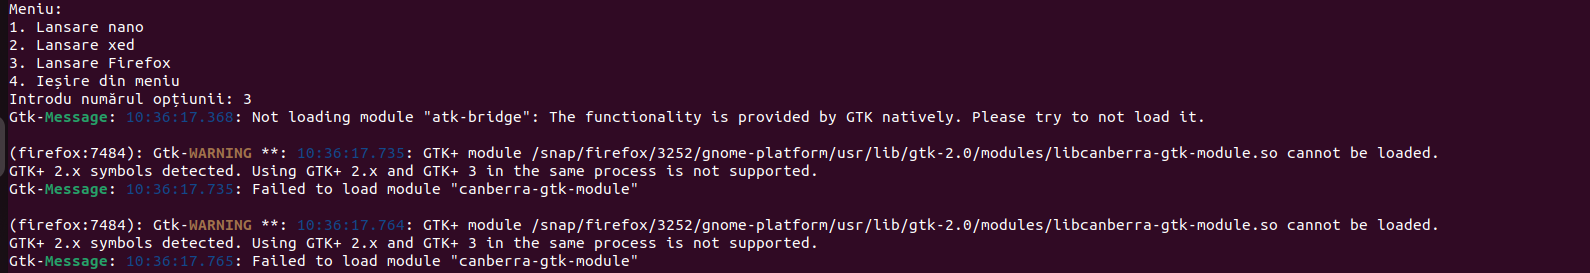 Meniu:
1. Lansare nano
2. Lansare xed
3. Lansare Firefox
4. Ieșire din meniu
Introdu numărul opțiunii: 3
Gtk-Message: 10:36:17.368: Not loading module "atk-bridge": The functionality is provided by GTK natively. Please try to not load it.
(firefox:7484): Gtk-WARNING **: 10:36:17.735: GTK+ module /snap/firefox/3252/gnome-platform/usr/lib/gtk-2.0/modules/libcanberra-gtk-module.so cannot be loaded.
GTK+ 2.x symbols detected. Using GTK+ 2.x and GTK+ 3 in the same process is not supported.
Gtk-Message: 10:36:17.735: Failed to load module "canberra-gtk-module"
(firefox:7484): Gtk-WARNING **: 10:36:17.764: GTK+ module /snap/firefox/3252/gnome-platform/usr/lib/gtk-2.0/modules/libcanberra-gtk-module.so cannot be loaded.
GTK+ 2.x symbols detected. Using GTK+ 2.x and GTK+ 3 in the same process is not supported.
Gtk-Message: 10:36:17.765: Failed to load module "canberra-gtk-module"